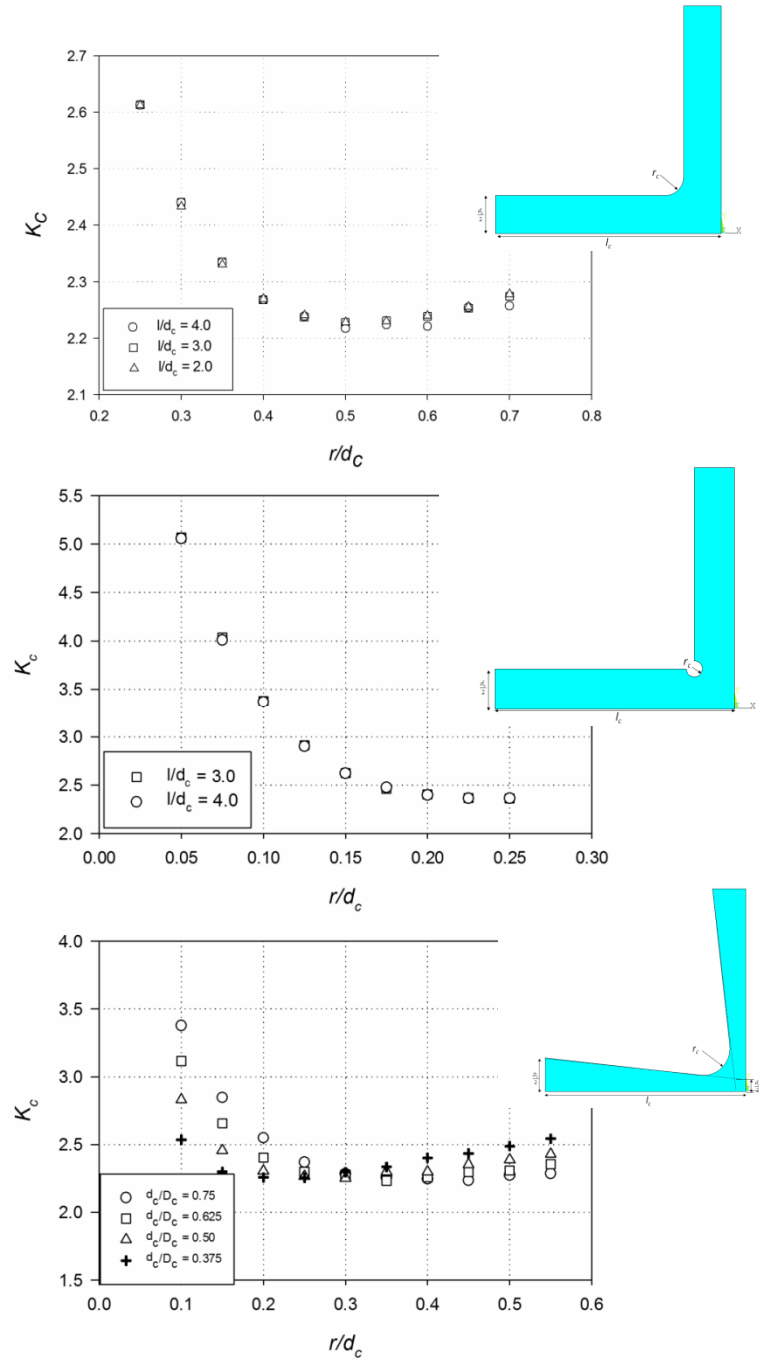 2.7
2.6
2.5
2.4
2.3
2.2
2.1
K_C
0.2 0.3 0.4 0.5 0.6 0.7 0.8
r/d_C
l/d_c = 4.0
l/d_c = 3.0
l/d_c = 2.0
r_c
l_c
X
5.5
5.0
4.5
4.0
3.5
3.0
2.5
2.0
K_c
0.00 0.05 0.10 0.15 0.20 0.25 0.30
r/d_c
l/d_c = 3.0
l/d_c = 4.0
r_c
l_c
X
4.0
3.5
3.0
2.5
2.0
1.5
K_c
0.0 0.1 0.2 0.3 0.4 0.5 0.6
r/d_c
d_c/D_c = 0.75
d_c/D_c = 0.625
d_c/D_c = 0.50
d_c/D_c = 0.375
r_c
l_c